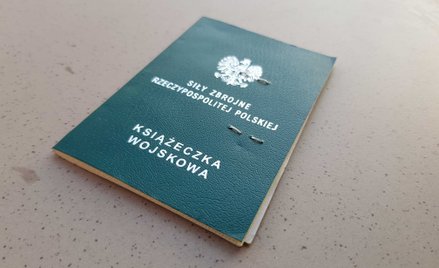 SIŁY ZBROJNE
RZECZYPOSPOLITEJ POLSKIEJ
KSIĄŻECZKA
WOJSKOWA